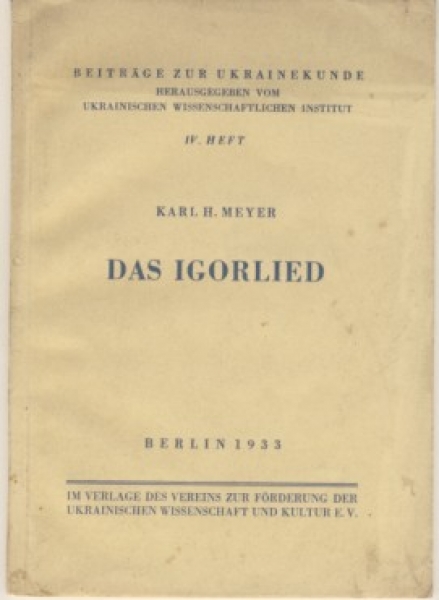 BEITRÄGE ZUR UKRAINEKUNDE
HERAUSGEGEBEN VOM
UKRAINISCHEN WISSENSCHAFTLICHEN INSTITUT
IV. HEFT
KARL H. MEYER
DAS IGORLIED
BERLIN 1933
IM VERLAGE DES VEREINS ZUR FÖRDERUNG DER
UKRAINISCHEN WISSENSCHAFT UND KULTUR E. V.